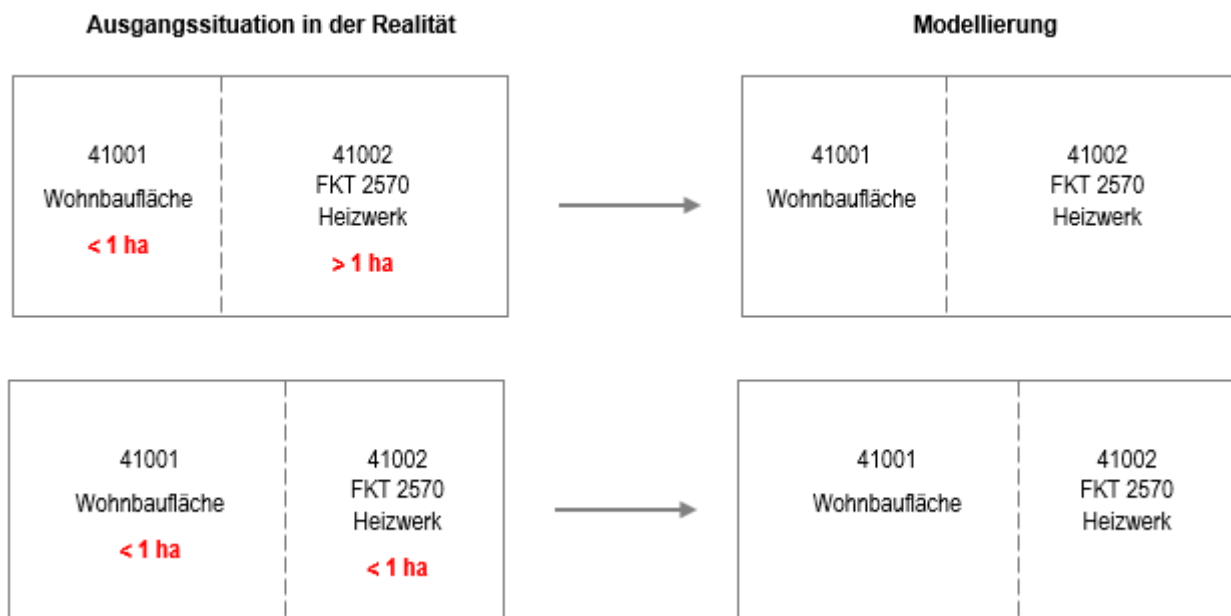 Ausgangssituation in der Realität
Modellierung
41001
Wohnbaufläche
< 1 ha
41002
FKT 2570
Heizwerk
> 1 ha
41001
Wohnbaufläche
41002
FKT 2570
Heizwerk
41001
Wohnbaufläche
< 1 ha
41002
FKT 2570
Heizwerk
< 1 ha
41001
Wohnbaufläche
41002
FKT 2570
Heizwerk